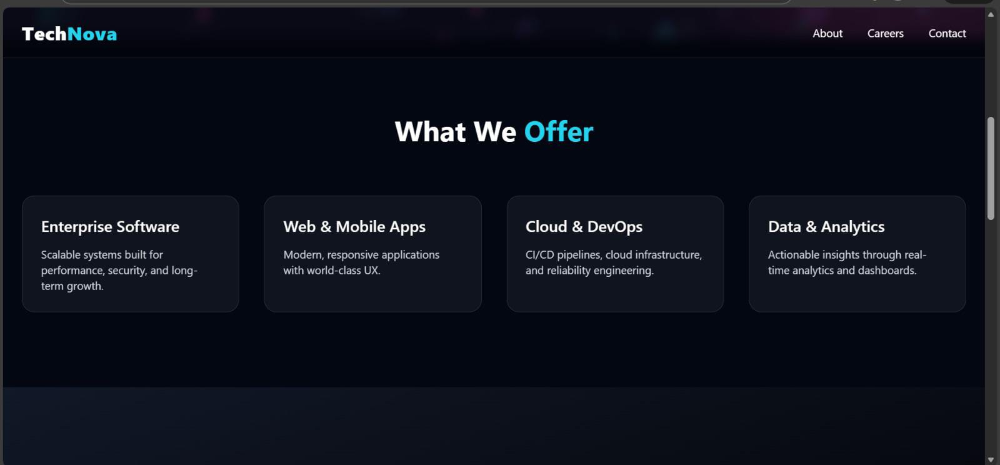 TechNova
About
Careers
Contact
What We Offer
Enterprise Software
Scalable systems built for
performance, security, and long-
term growth.
Web & Mobile Apps
Modern, responsive applications
with world-class UX.
Cloud & DevOps
CI/CD pipelines, cloud infrastructure,
and reliability engineering.
Data & Analytics
Actionable insights through real-
time analytics and dashboards.